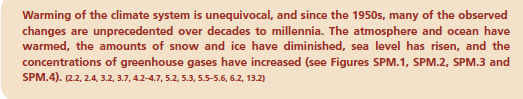 Warming of the climate system is unequivocal, and since the 1950s, many of the observed
changes are unprecedented over decades to millennia. The atmosphere and ocean have
warmed, the amounts of snow and ice have diminished, sea level has risen, and the
concentrations of greenhouse gases have increased (see Figures SPM.1, SPM.2, SPM.3 and
SPM.4). {2.2, 2.4, 3.2, 3.7, 4.2–4.7, 5.2, 5.3, 5.5–5.6, 6.2, 13.2}